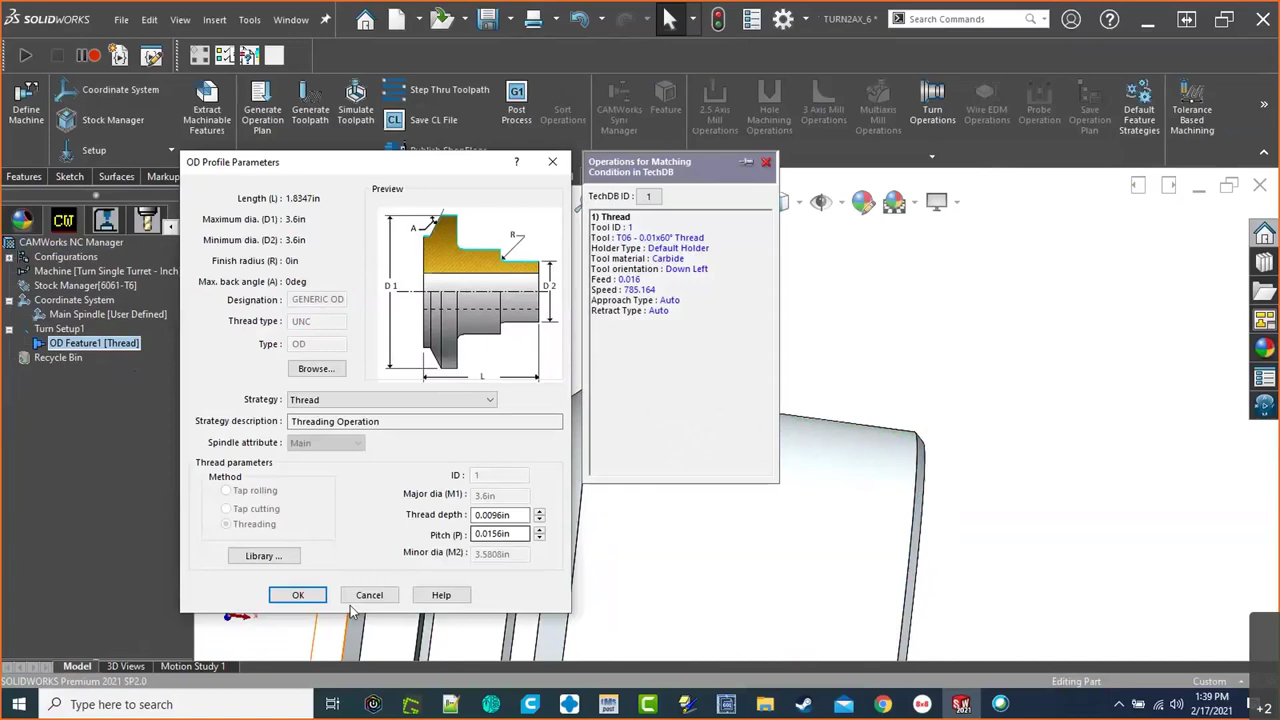 SOLIDWORKS
File
Edit
View
Insert
Tools
Window
TURN2AX_6
Search Commands
Define
Machine
Coordinate System
Stock Manager
Setup
Extract
Machinable
Features
Generate
Operation
Plan
Generate
Toolpath
Simulate
Toolpath
Step Thru Toolpath
CL
Save CL File
G1
Post
Process
Sort
Operations
CAMWorks
Sync
Manager
Feature
2.5 Axis
Mill
Operations
Hole
Machining
Operations
3 Axis Mill
Operations
Multiaxis
Mill
Operations
Turn
Operations
Wire EDM
Operations
Probe
Operation
Save
Operation
Plan
Default
Feature
Strategies
Tolerance
Based
Machining
Features
Sketch
Surfaces
Markup
CW
CAMWorks NC Manager
Configurations
Machine [Turn Single Turret - Inch
Stock Manager[6061-T6]
Coordinate System
Main Spindle [User Defined]
Turn Setup1
OD Feature1 [Thread]
Recycle Bin
OD Profile Parameters
?
Length (L) : 1.8347in
Maximum dia. (D1) : 3.6in
Minimum dia. (D2) : 3.6in
Finish radius (R) : 0in
Max. back angle (A) : 0deg
Designation : GENERIC OD
Thread type : UNC
Type : OD
Browse...
Preview
A
R
D 1
D 2
L
Strategy : Thread
Strategy description : Threading Operation
Spindle attribute : Main
Thread parameters
Method
Tap rolling
Tap cutting
Threading
Library ...
ID : 1
Major dia (M1) : 3.6in
Thread depth : 0.0096in
Pitch (P) : 0.0156in
Minor dia (M2) : 3.5808in
OK
Cancel
Help
Operations for Matching
Condition in TechDB
TechDB ID : 1
1) Thread
Tool ID : 1
Tool : T06 - 0.01x60° Thread
Holder Type : Default Holder
Tool material : Carbide
Tool orientation : Down Left
Feed : 0.016
Speed : 785.164
Approach Type : Auto
Retract Type : Auto
Model
3D Views
Motion Study 1
SOLIDWORKS Premium 2021 SP2.0
Editing Part
Custom
Type here to search
1:39 PM
2/17/2021
+2